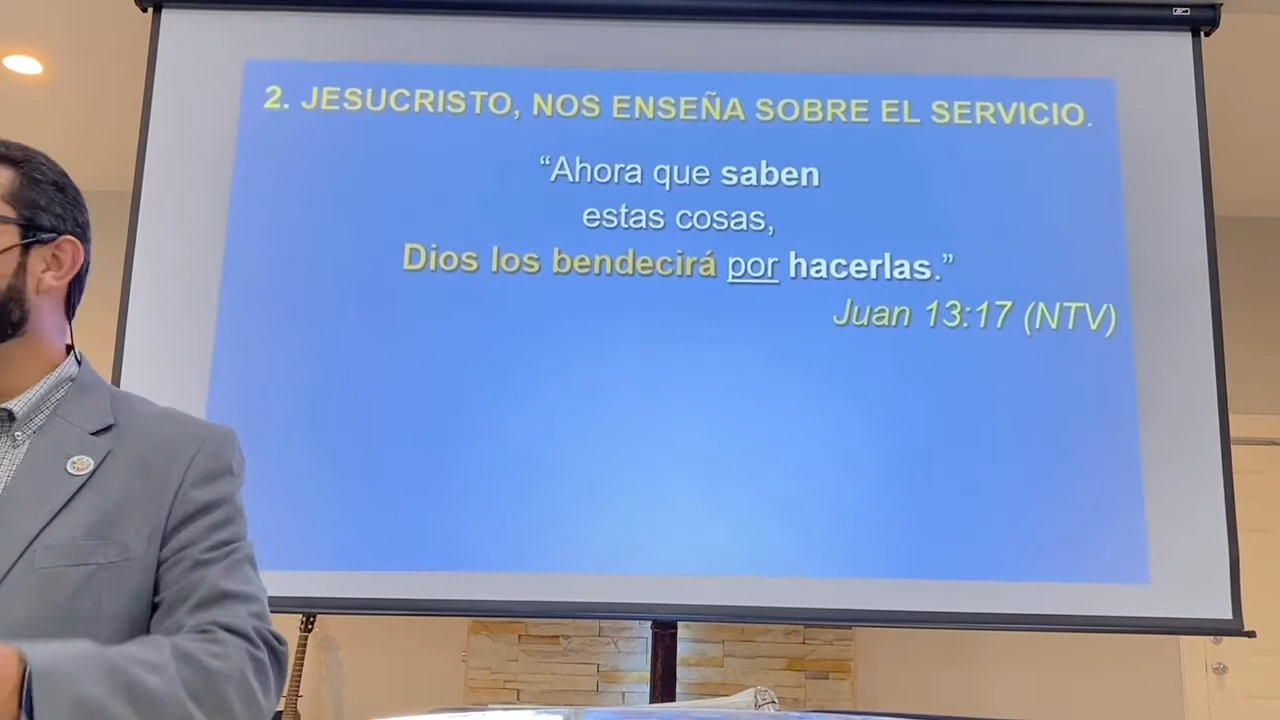 2. JESUCRISTO, NOS ENSEÑA SOBRE EL SERVICIO.
“Ahora que saben
estas cosas,
Dios los bendecirá por hacerlas.”
Juan 13:17 (NTV)